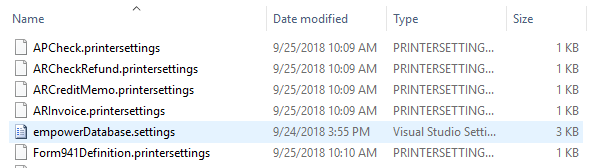 Name Date modified Type Size
APCheck.printersettings 9/25/2018 10:09 AM PRINTERSETTING... 1 KB
ARCheckRefund.printersettings 9/25/2018 10:09 AM PRINTERSETTING... 1 KB
ARCreditMemo.printersettings 9/25/2018 10:09 AM PRINTERSETTING... 1 KB
ARInvoice.printersettings 9/25/2018 10:09 AM PRINTERSETTING... 1 KB
empowerDatabase.settings 9/24/2018 3:55 PM Visual Studio Setti... 3 KB
Form941Definition.printersettings 9/25/2018 10:10 AM PRINTERSETTING... 1 KB